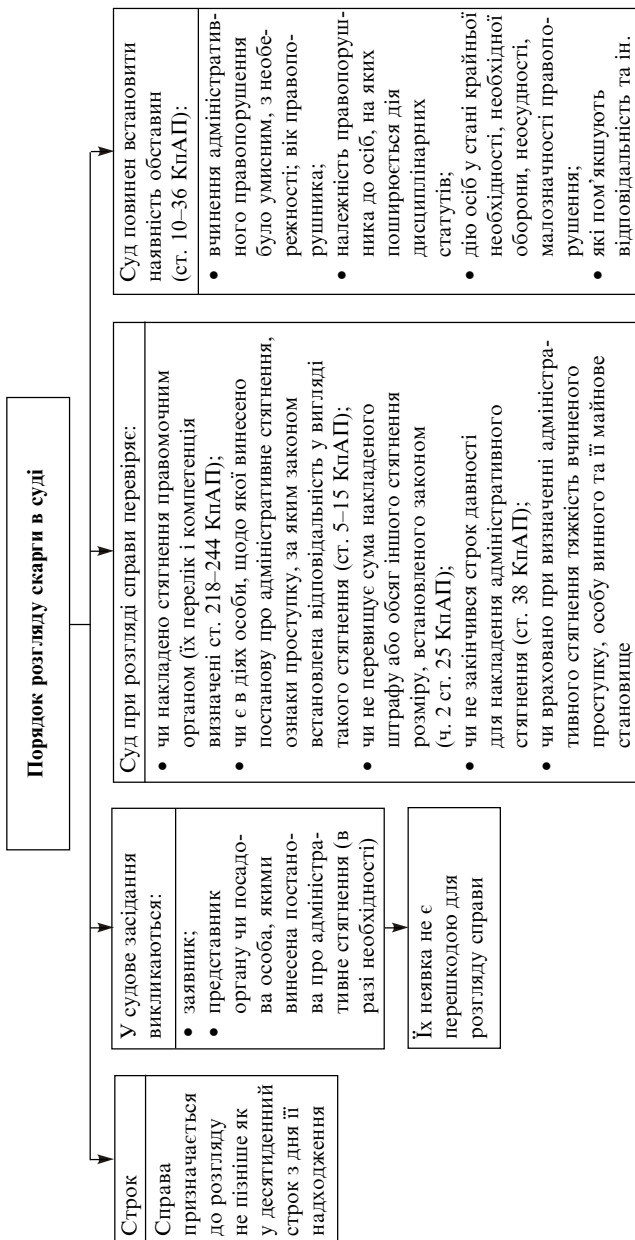 Порядок розгляду скарги в суді
Строк
Справа
призначається
до розгляду
не пізніше як
у десятиденний
строк з дня її
надходження
У судове засідання
викликаються:
• заявник;
• представник
органу чи посадо-
ва особа, якими
винесена постано-
ва про адміністра-
тивне стягнення (в
разі необхідності)
Їх неявка не є
перешкодою для
розгляду справи
Суд при розгляді справи перевіряє:
• чи накладено стягнення правомочним
органом (їх перелік і компетенція
визначені ст. 218–244 КпАП);
• чи є в діях особи, щодо якої винесено
постанову про адміністративне стягнення,
ознаки проступку, за яким законом
встановлена відповідальність у вигляді
такого стягнення (ст. 5–15 КпАП);
• чи не перевищує сума накладеного
штрафу або обсяг іншого стягнення
розміру, встановленого законом
(ч. 2 ст. 25 КпАП);
• чи не закінчився строк давності
для накладення адміністративного
стягнення (ст. 38 КпАП);
• чи враховано при визначенні адміністра-
тивного стягнення тяжкість вчиненого
проступку, особу винного та її майнове
становище
Суд повинен встановити
наявність обставин
(ст. 10–36 КпАП):
• вчинення адміністратив-
ного правопорушення
було умисним, з необе-
режності; вік правопо-
рушника;
• належність правопоруш-
ника до осіб, на яких
поширюється дія
дисциплінарних
статутів;
• дію осіб у стані крайньої
необхідності, необхідної
оборони, неосудності,
малозначності правопо-
рушення;
• які пом’якшують
відповідальність та ін.